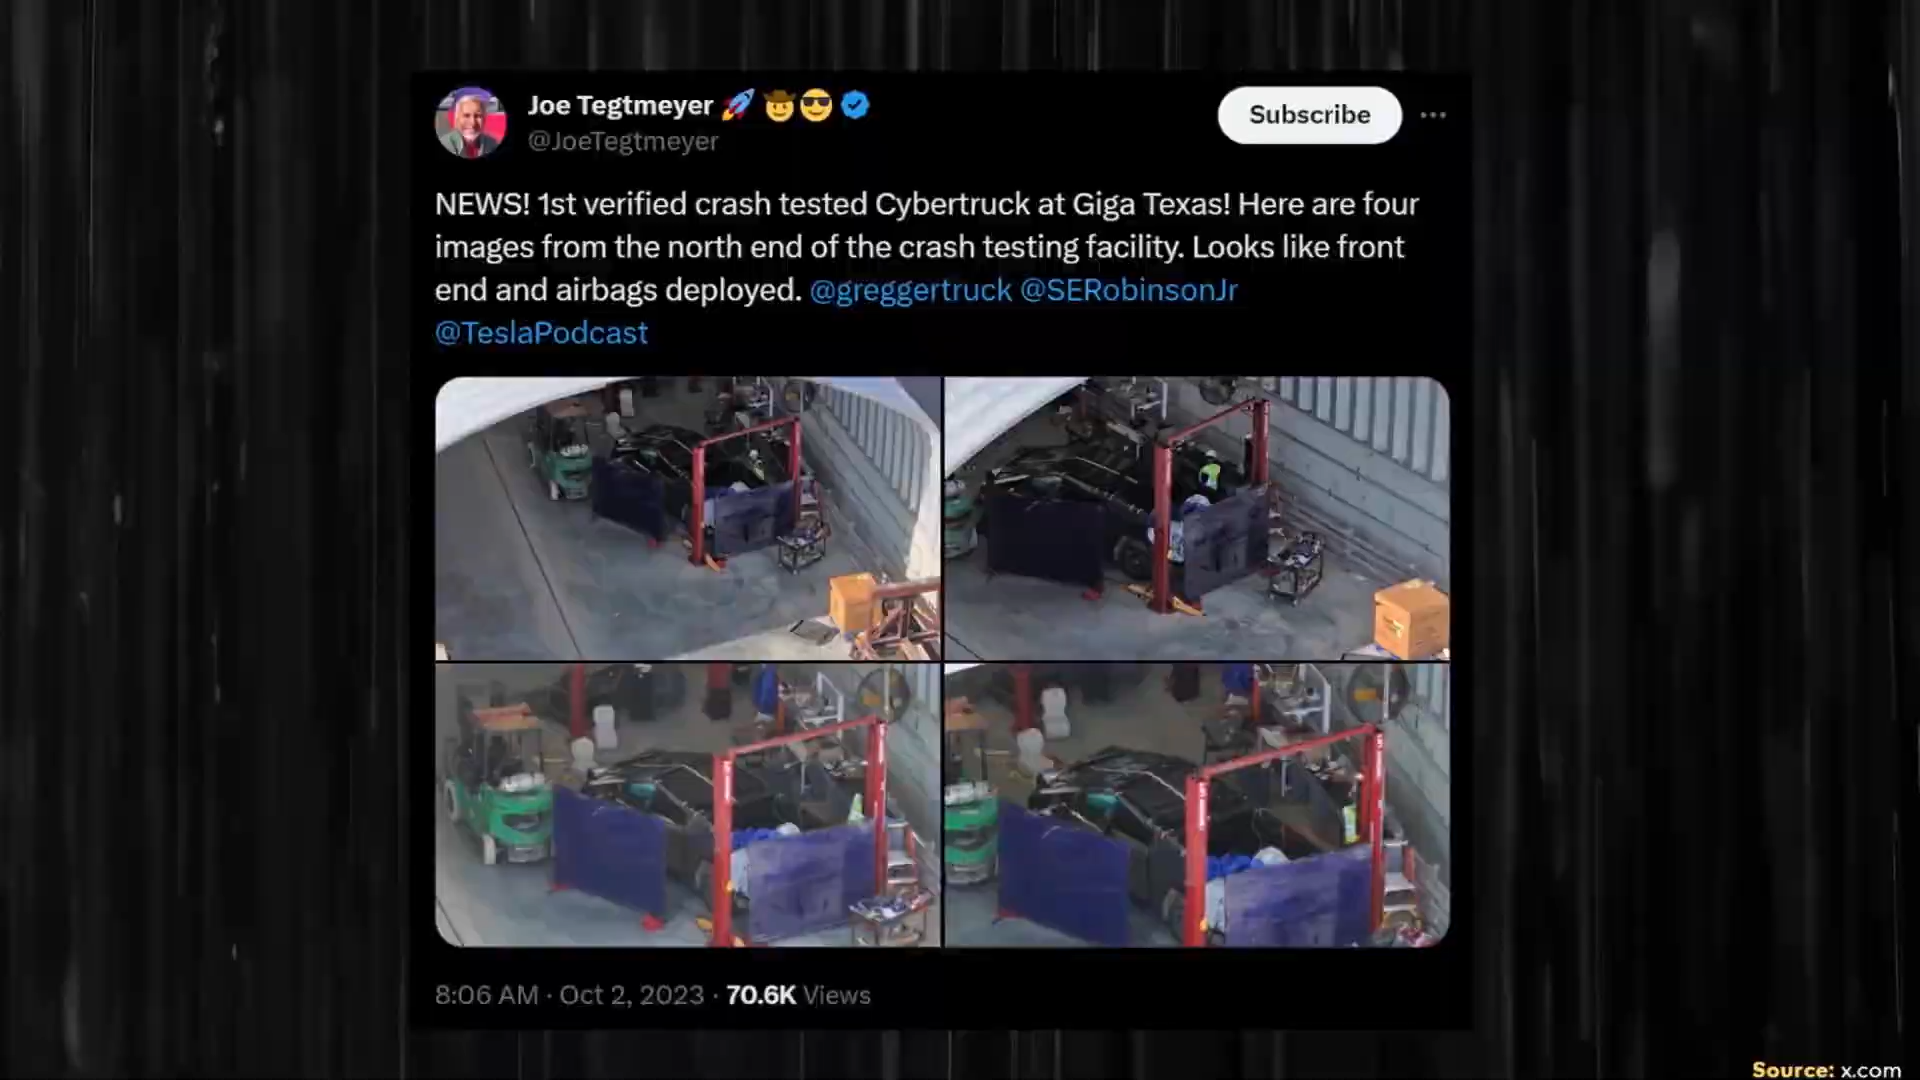 Joe Tegtmeyer 🚀 🤠 😎
@JoeTegtmeyer
Subscribe
NEWS! 1st verified crash tested Cybertruck at Giga Texas! Here are four
images from the north end of the crash testing facility. Looks like front
end and airbags deployed. @greggertruck @SERobinsonJr
@TeslaPodcast
8:06 AM · Oct 2, 2023 · 70.6K Views
Source: x.com